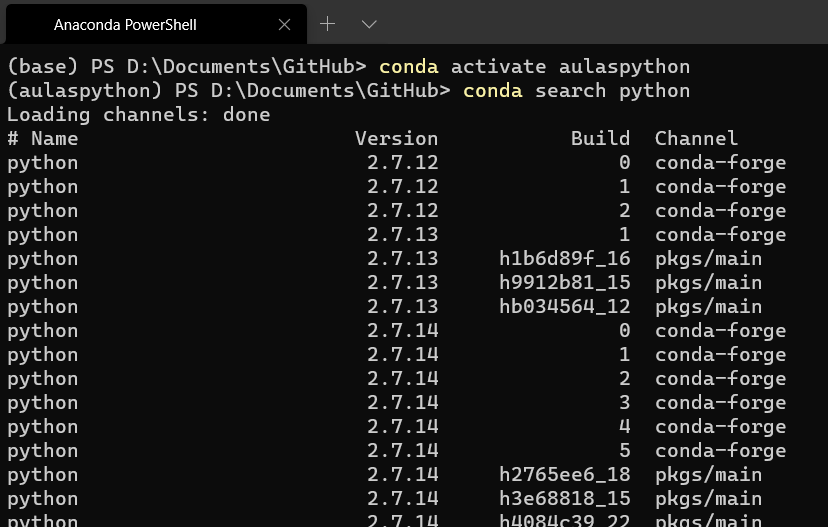 Anaconda PowerShell
(base) PS D:\Documents\GitHub> conda activate aulaspython
(aulaspython) PS D:\Documents\GitHub> conda search python
Loading channels: done
# Name Version Build Channel
python 2.7.12 0 conda-forge
python 2.7.12 1 conda-forge
python 2.7.12 2 conda-forge
python 2.7.13 1 conda-forge
python 2.7.13 h1b6d89f_16 pkgs/main
python 2.7.13 h9912b81_15 pkgs/main
python 2.7.13 hb034564_12 pkgs/main
python 2.7.14 0 conda-forge
python 2.7.14 1 conda-forge
python 2.7.14 2 conda-forge
python 2.7.14 3 conda-forge
python 2.7.14 4 conda-forge
python 2.7.14 5 conda-forge
python 2.7.14 h2765ee6_18 pkgs/main
python 2.7.14 h3e68818_15 pkgs/main
python 2.7.14 h4084c39_22 pkgs/main